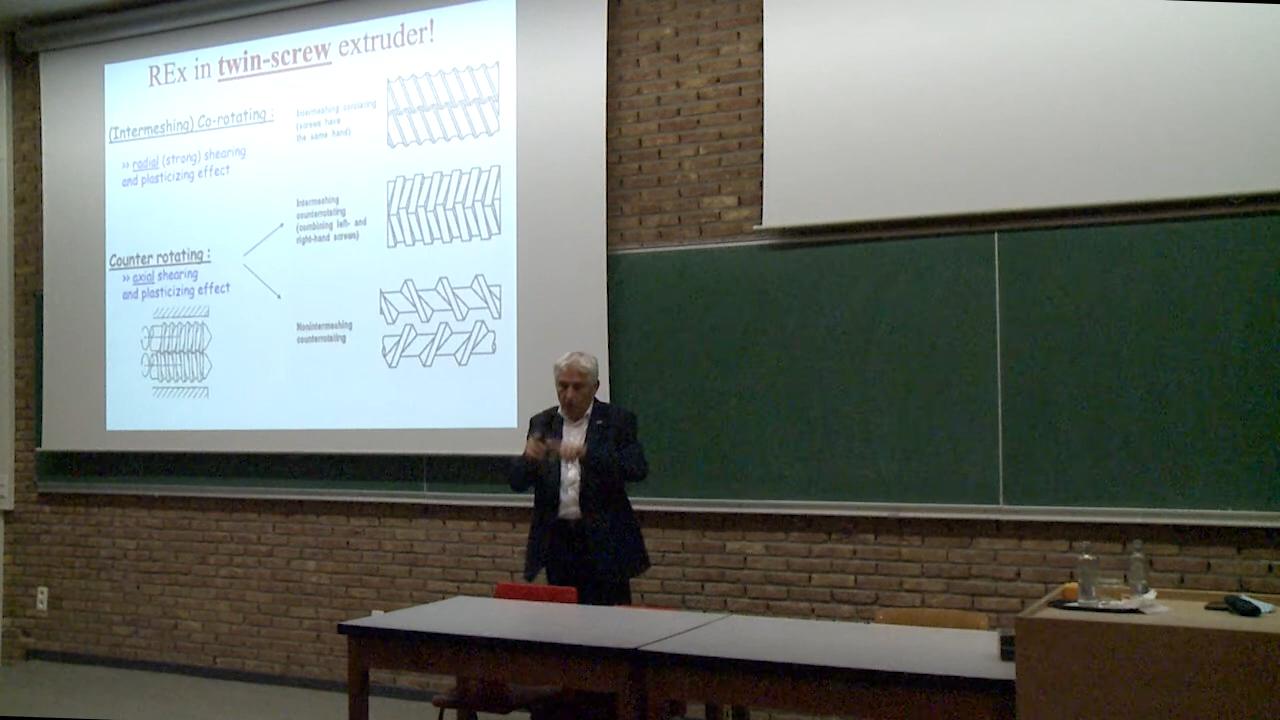 REx in twin-screw extruder!
(Intermeshing) Co-rotating :
>> radial (strong) shearing
and plasticizing effect
Intermeshing corotating
(screws have
the same hand)
Intermeshing
counterrotating
(combining left- and
right-hand screws)
Counter rotating :
>> axial shearing
and plasticizing effect
Nonintermeshing
counterrotating